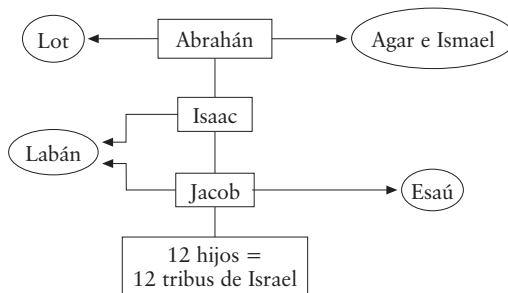 Lot
Abrahán
Agar e Ismael
Isaac
Labán
Jacob
Esaú
12 hijos =
12 tribus de Israel